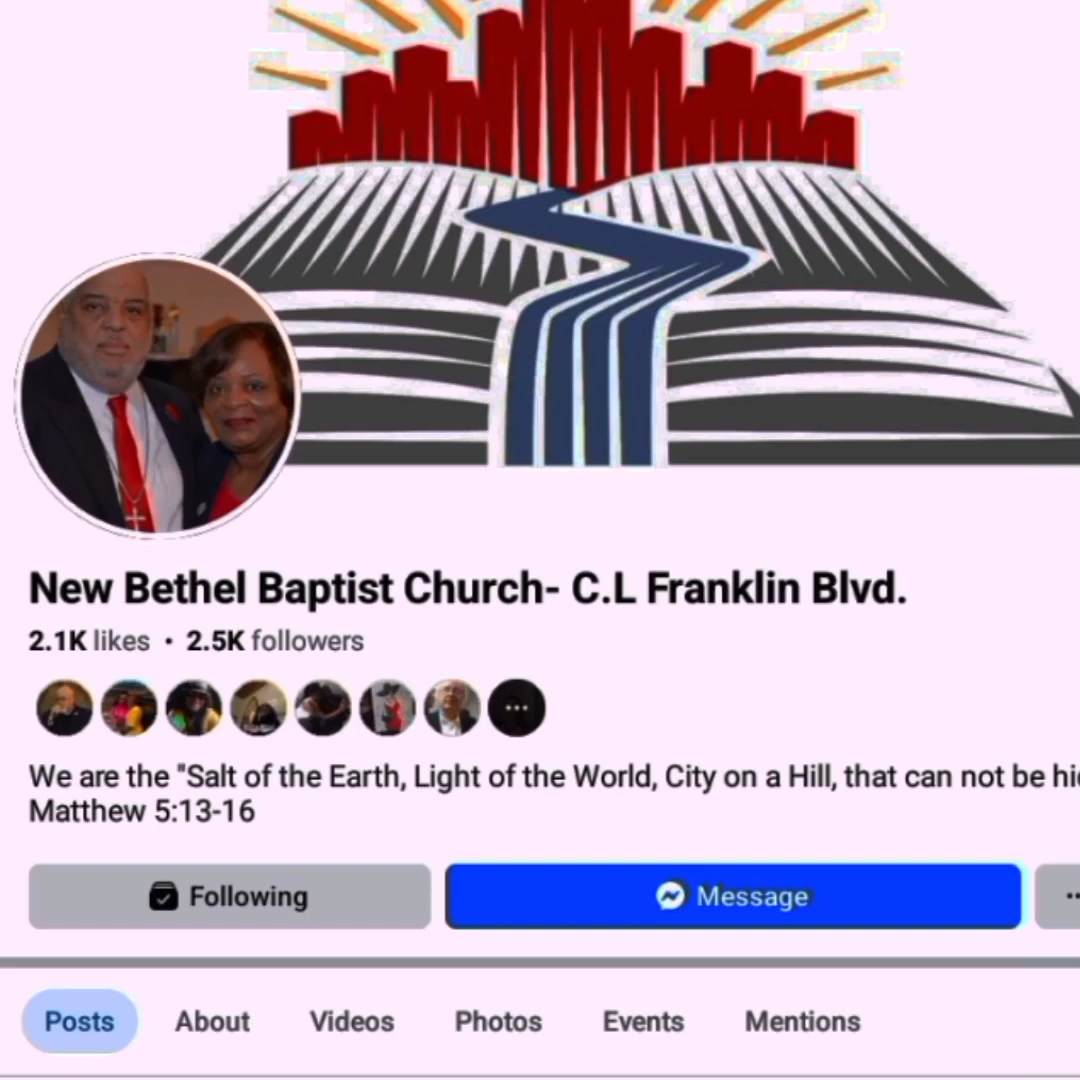 New Bethel Baptist Church- C.L Franklin Blvd.
2.1K likes • 2.5K followers
We are the "Salt of the Earth, Light of the World, City on a Hill, that can not be
Matthew 5:13-16
Following
Message
Posts
About
Videos
Photos
Events
Mentions